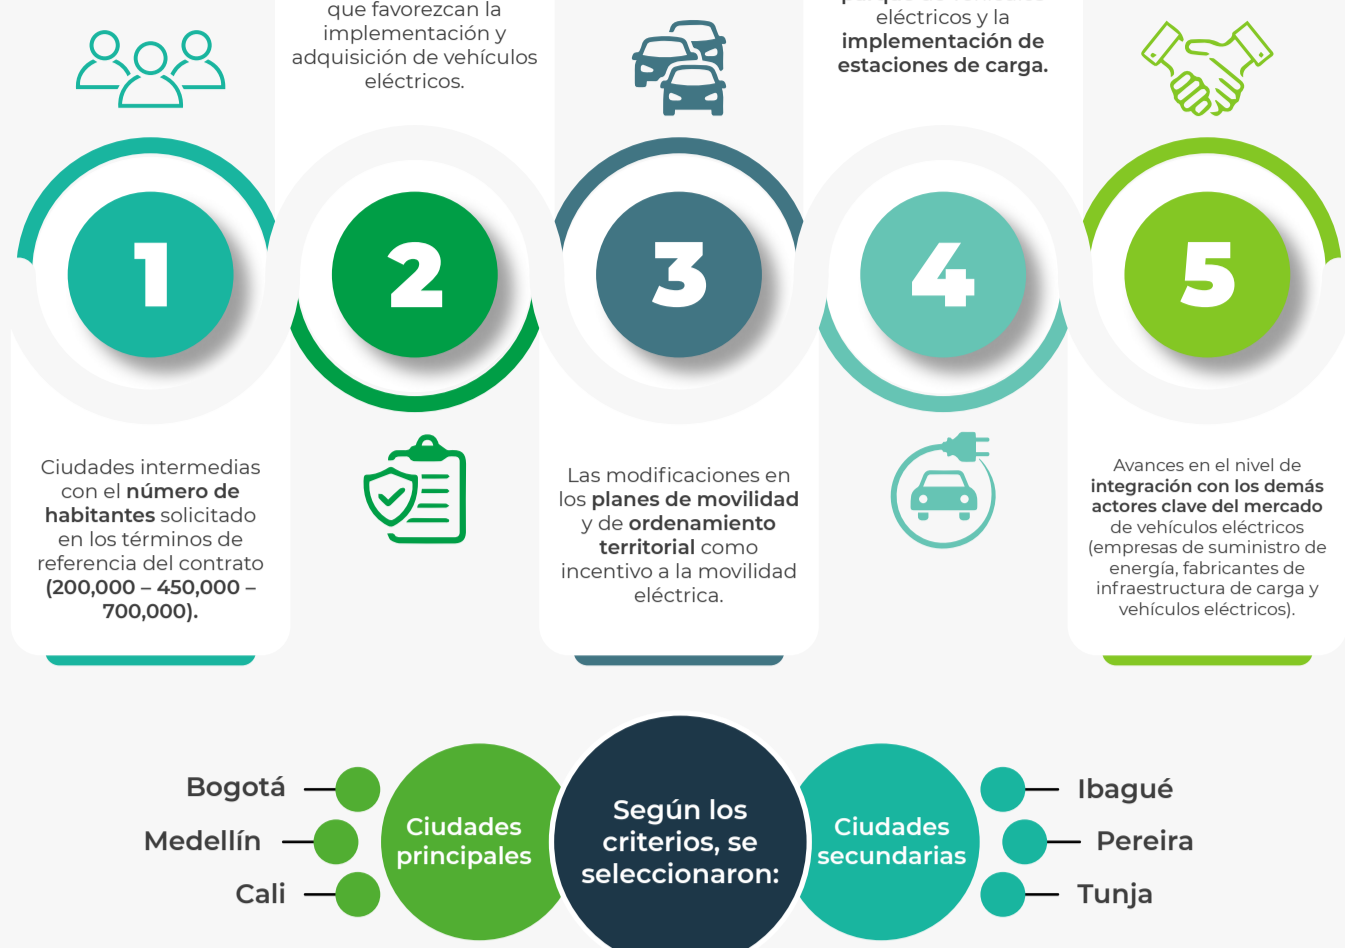 que favorezcan la
implementación y
adquisición de vehículos
eléctricos.
eléctricos y la
implementación de
estaciones de carga.
1
2
3
4
5
Ciudades intermedias
con el número de
habitantes solicitado
en los términos de
referencia del contrato
(200,000 – 450,000 –
700,000).
Las modificaciones en
los planes de movilidad
y de ordenamiento
territorial como
incentivo a la movilidad
eléctrica.
Avances en el nivel de
integración con los demás
actores clave del mercado
de vehículos eléctricos
(empresas de suministro de
energía, fabricantes de
infraestructura de carga y
vehículos eléctricos).
Bogotá
Medellín
Cali
Ciudades
principales
Según los
criterios, se
seleccionaron:
Ciudades
secundarias
Ibagué
Pereira
Tunja